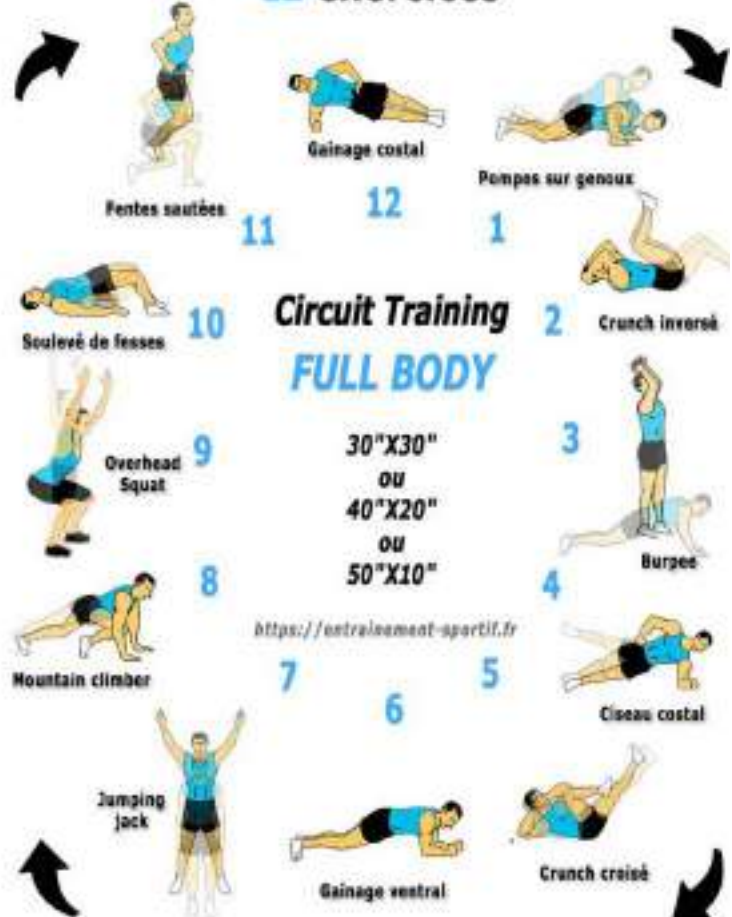 Gainage costal
Pompes sur genoux
Fentes sautées
12
11
1
Soulevé de fesses
10
Circuit Training
FULL BODY
2
Crunch inversé
Overhead
Squat
9
30"X30"
ou
40"X20"
ou
50"X10"
3
Burpee
8
4
https://entrainement-sportif.fr
Mountain climber
7
5
6
Ciseau costal
Jumping
jack
Gainage ventral
Crunch croisé